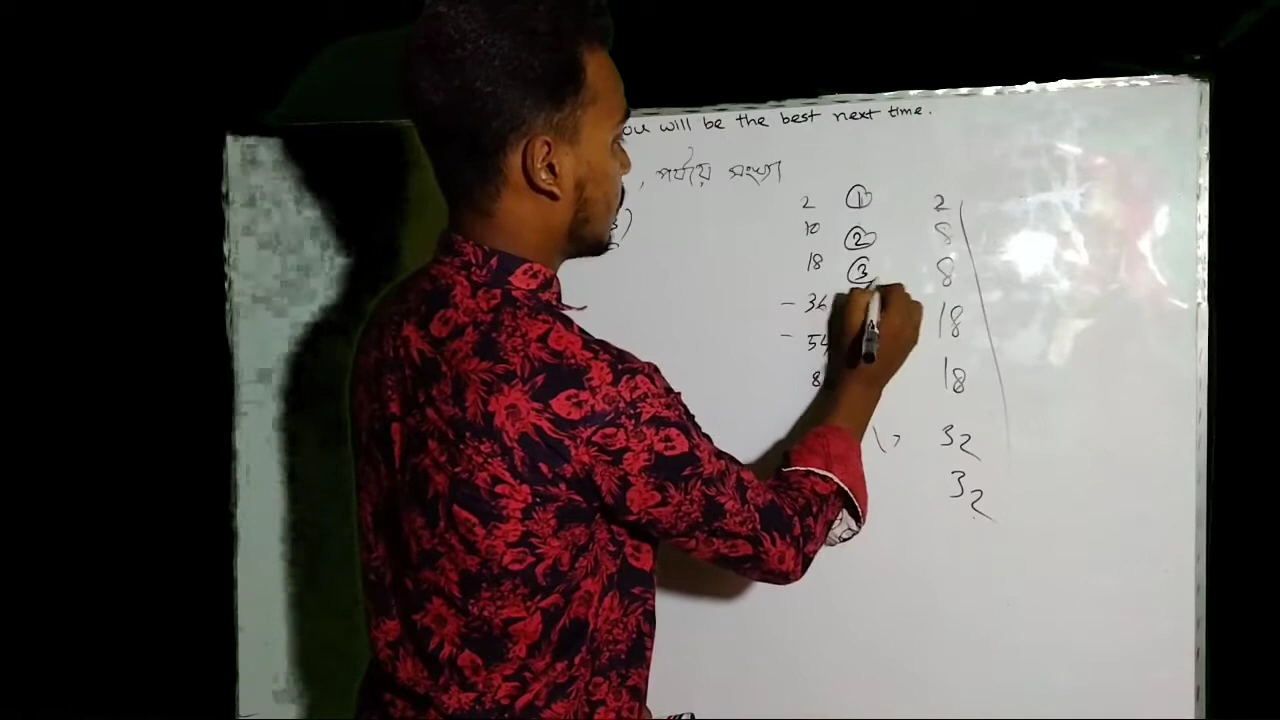 ou will be the best next time.
, পর্যায় সংখ্যা
2 ① 2
10 ② 8
18 ③ 8
- 36 18
- 54 18
8
32
32